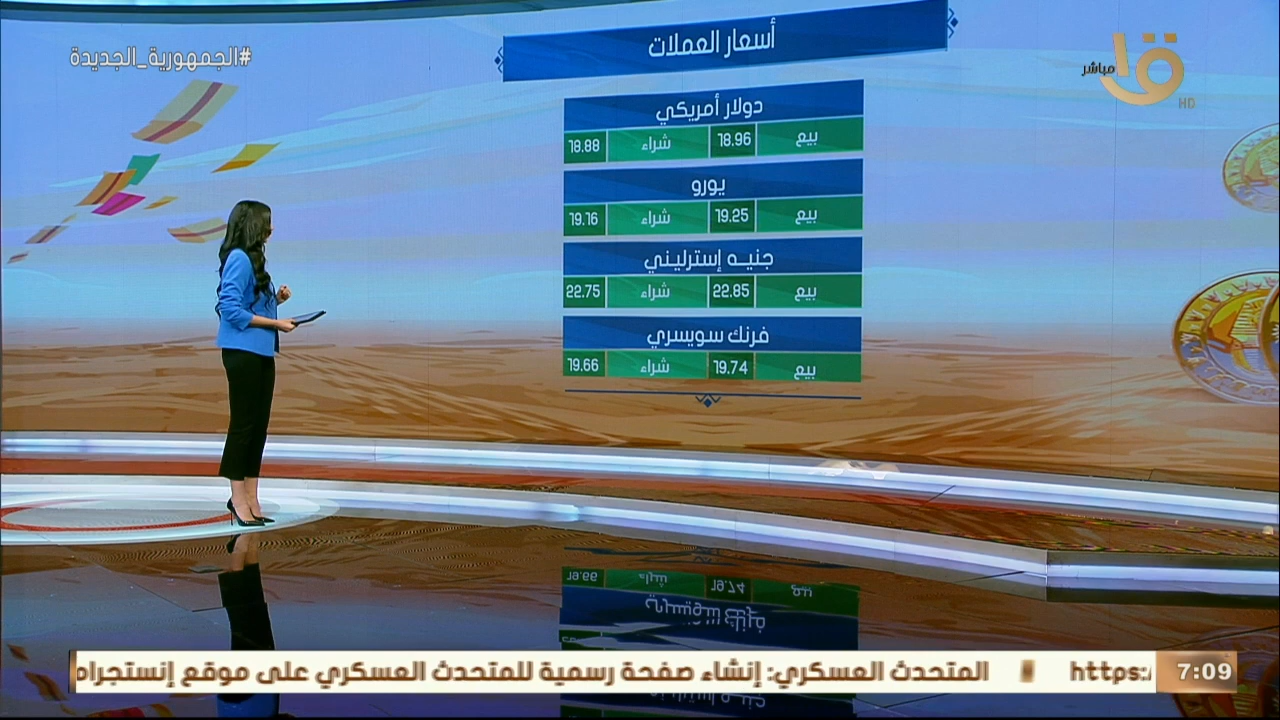 #الجمهورية_الجديدة
أسعار العملات
مباشر
HD
دولار أمريكي
بيع 18.96 شراء 18.88
يورو
بيع 19.25 شراء 19.16
جنيه إسترليني
بيع 22.85 شراء 22.75
فرنك سويسري
بيع 19.74 شراء 19.66
7:09 https:/ المتحدث العسكري: إنشاء صفحة رسمية للمتحدث العسكري على موقع إنستجرام